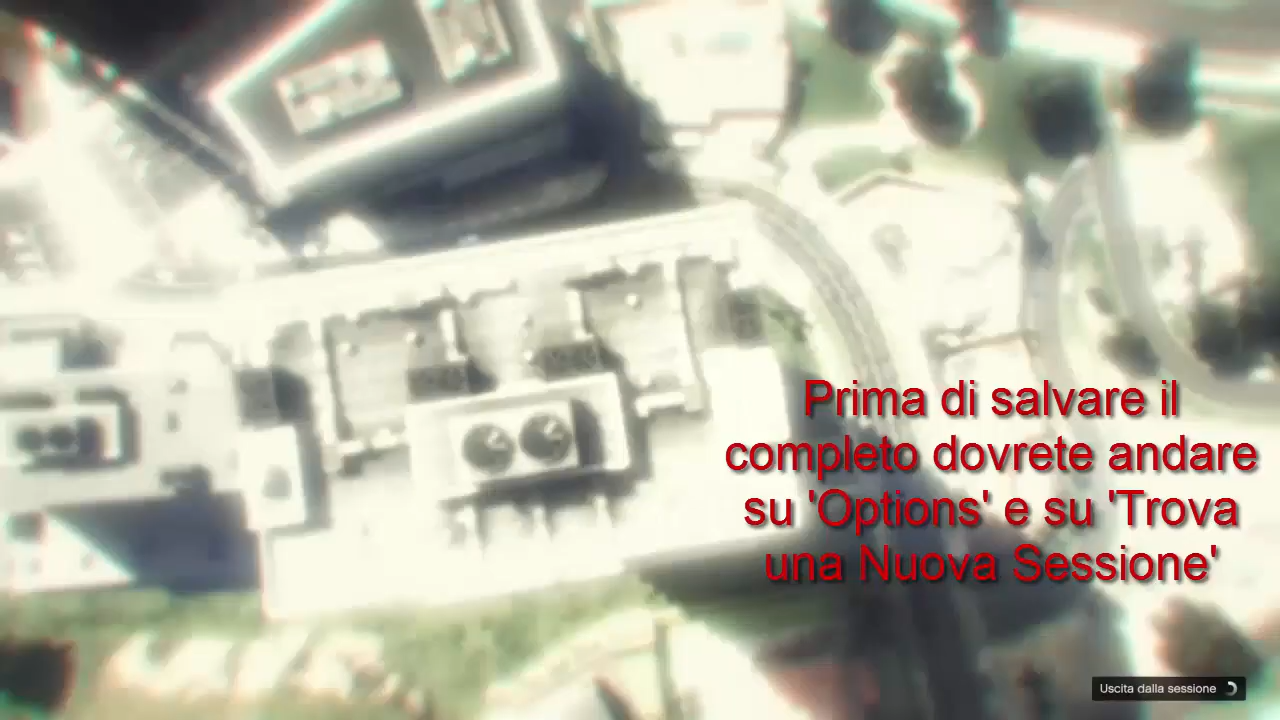 Prima di salvare il
completo dovrete andare
su 'Options' e su 'Trova
una Nuova Sessione'
Uscita dalla sessione